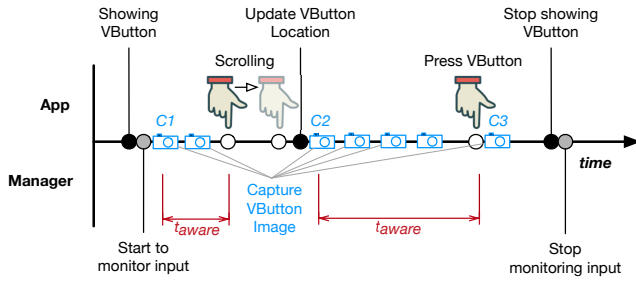 Showing
VButton
Update VButton
Location
Stop showing
VButton
Scrolling
Press VButton
App
C1
C2
C3
time
Manager
Capture
VButton
Image
taware
taware
Start to
monitor input
Stop
monitoring input